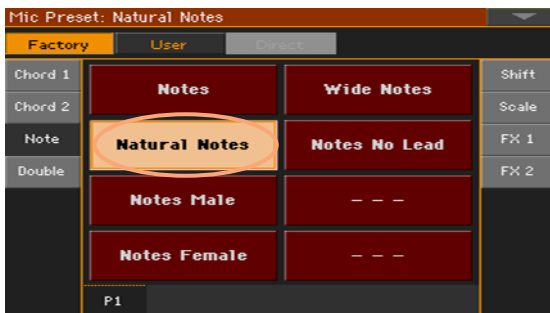 Mic Preset: Natural Notes
Factory User Direct
Chord 1
Chord 2
Note
Double
Notes Wide Notes
Natural Notes Notes No Lead
Notes Male - - -
Notes Female - - -
Shift
Scale
FX 1
FX 2
P1